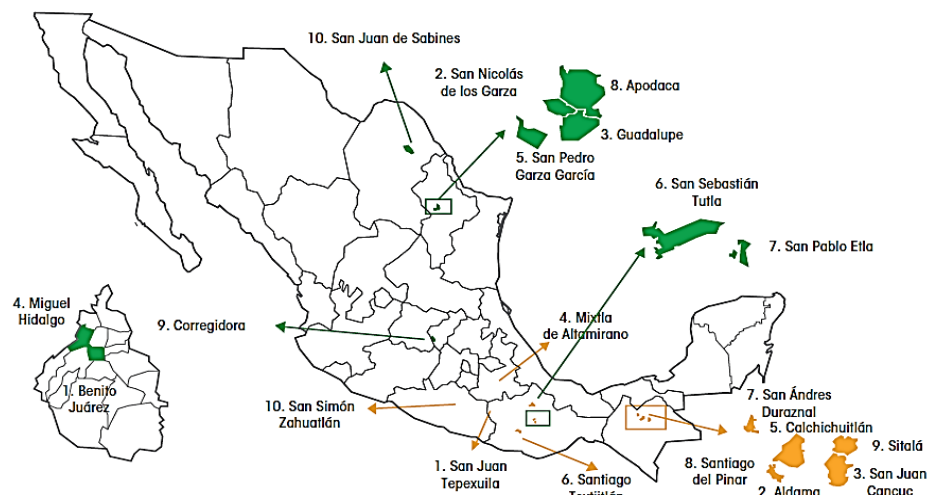 10. San Juan de Sabines
2. San Nicolás
de los Garza
8. Apodaca
3. Guadalupe
5. San Pedro
Garza García
6. San Sebastián
Tutla
7. San Pablo Etla
4. Miguel
Hidalgo
9. Corregidora
4. Mixtla
de Altamirano
1. Benito
Juárez
10. San Simón
Zahuatlán
7. San Ándres
Duraznal
5. Calchichuitlán
9. Sitalá
1. San Juan
Tepexuila
6. Santiago
8. Santiago
del Pinar
3. San Juan
Cancuc
2. Aldama